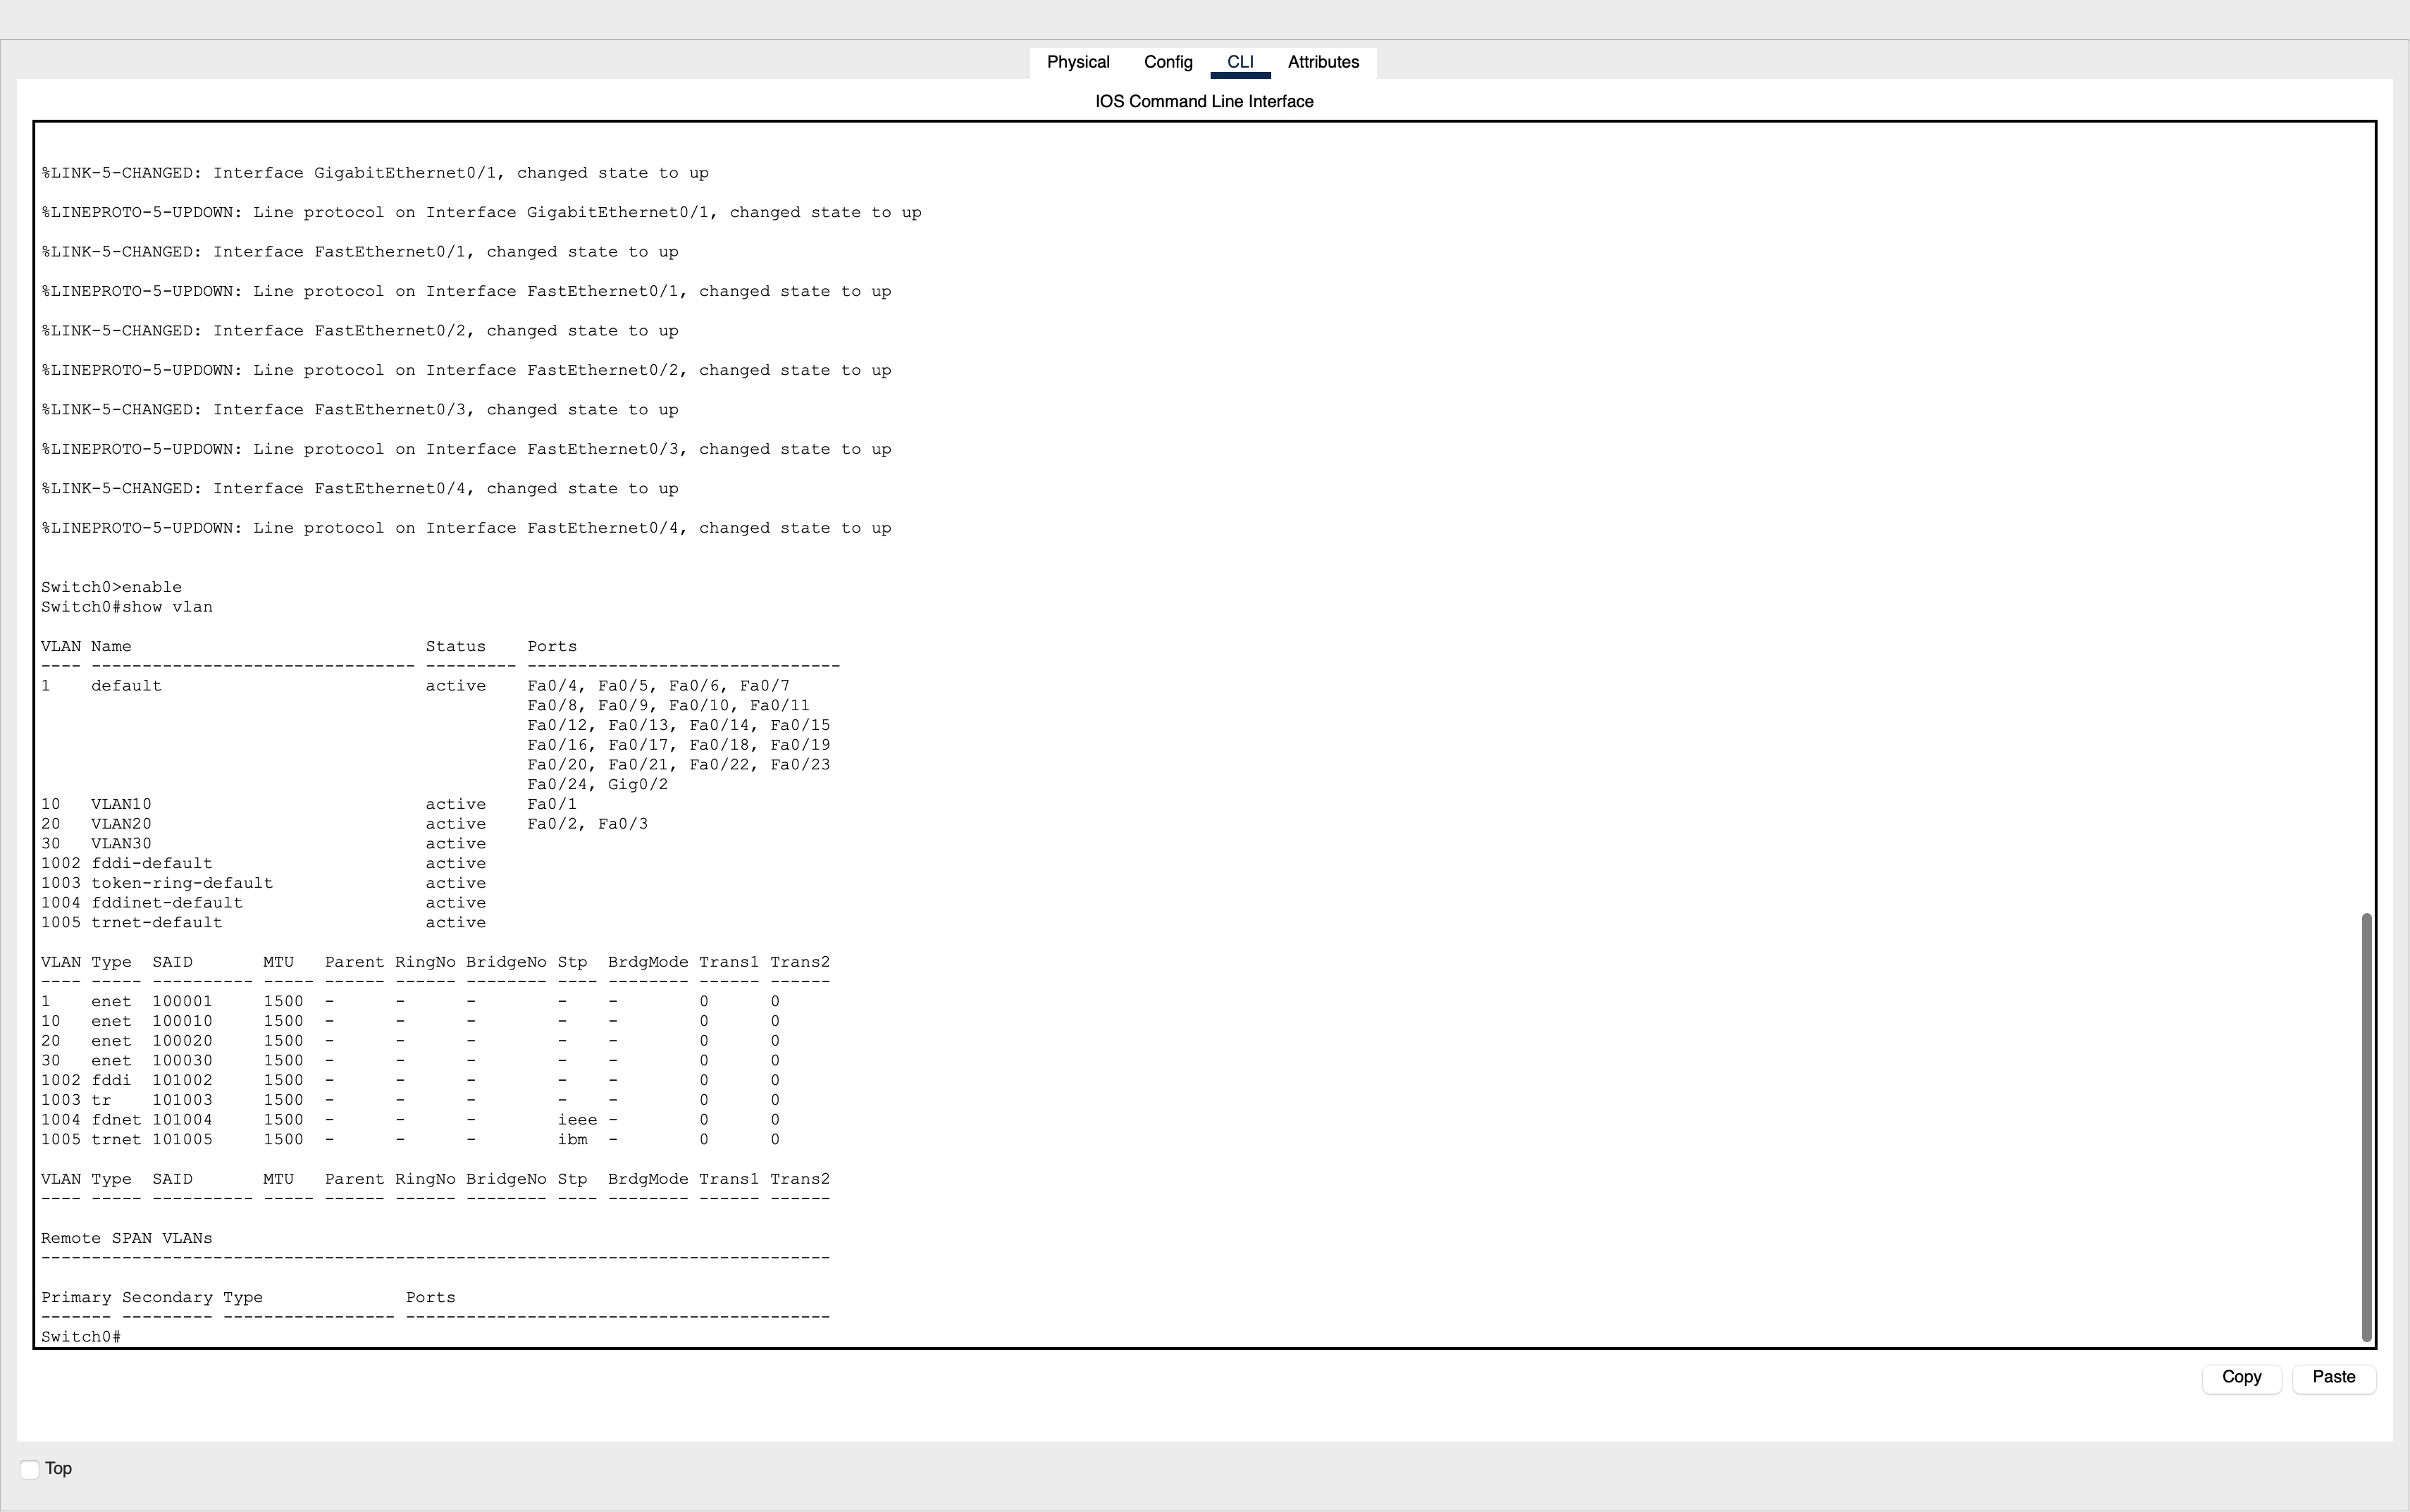 Physical Config CLI Attributes
IOS Command Line Interface
%LINK-5-CHANGED: Interface GigabitEthernet0/1, changed state to up
%LINEPROTO-5-UPDOWN: Line protocol on Interface GigabitEthernet0/1, changed state to up
%LINK-5-CHANGED: Interface FastEthernet0/1, changed state to up
%LINEPROTO-5-UPDOWN: Line protocol on Interface FastEthernet0/1, changed state to up
%LINK-5-CHANGED: Interface FastEthernet0/2, changed state to up
%LINEPROTO-5-UPDOWN: Line protocol on Interface FastEthernet0/2, changed state to up
%LINK-5-CHANGED: Interface FastEthernet0/3, changed state to up
%LINEPROTO-5-UPDOWN: Line protocol on Interface FastEthernet0/3, changed state to up
%LINK-5-CHANGED: Interface FastEthernet0/4, changed state to up
%LINEPROTO-5-UPDOWN: Line protocol on Interface FastEthernet0/4, changed state to up
Switch0>enable
Switch0#show vlan
VLAN Name                             Status    Ports
---- -------------------------------- --------- -------------------------------
1    default                          active    Fa0/4, Fa0/5, Fa0/6, Fa0/7
                                                Fa0/8, Fa0/9, Fa0/10, Fa0/11
                                                Fa0/12, Fa0/13, Fa0/14, Fa0/15
                                                Fa0/16, Fa0/17, Fa0/18, Fa0/19
                                                Fa0/20, Fa0/21, Fa0/22, Fa0/23
                                                Fa0/24, Gig0/2
10   VLAN10                           active    Fa0/1
20   VLAN20                           active    Fa0/2, Fa0/3
30   VLAN30                           active
1002 fddi-default                     active
1003 token-ring-default               active
1004 fddinet-default                  active
1005 trnet-default                    active
VLAN Type  SAID       MTU   Parent RingNo BridgeNo Stp  BrdgMode Trans1 Trans2
---- ----- ---------- ----- ------ ------ -------- ---- -------- ------ ------
1    enet  100001     1500  -      -      -        -    -        0      0
10   enet  100010     1500  -      -      -        -    -        0      0
20   enet  100020     1500  -      -      -        -    -        0      0
30   enet  100030     1500  -      -      -        -    -        0      0
1002 fddi  101002     1500  -      -      -        -    -        0      0
1003 tr    101003     1500  -      -      -        -    -        0      0
1004 fdnet 101004     1500  -      -      -        ieee -        0      0
1005 trnet 101005     1500  -      -      -        ibm  -        0      0
VLAN Type  SAID       MTU   Parent RingNo BridgeNo Stp  BrdgMode Trans1 Trans2
---- ----- ---------- ----- ------ ------ -------- ---- -------- ------ ------
Remote SPAN VLANs
------------------------------------------------------------------------------
Primary Secondary Type              Ports
------- --------- ----------------- ------------------------------------------
Switch0#
Copy Paste
Top